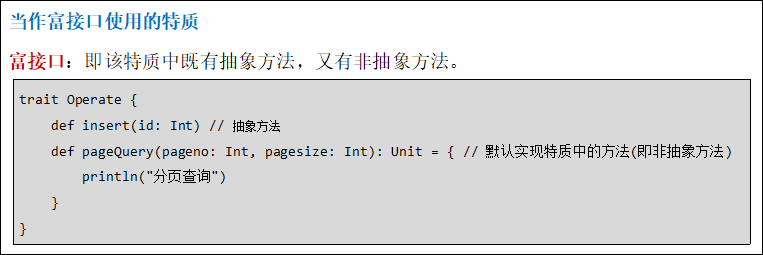 当作富接口使用的特质
富接口：即该特质中既有抽象方法，又有非抽象方法。
trait Operate {
    def insert(id: Int) // 抽象方法
    def pageQuery(pageno: Int, pagesize: Int): Unit = { // 默认实现特质中的方法(即非抽象方法)
        println("分页查询")
    }
}